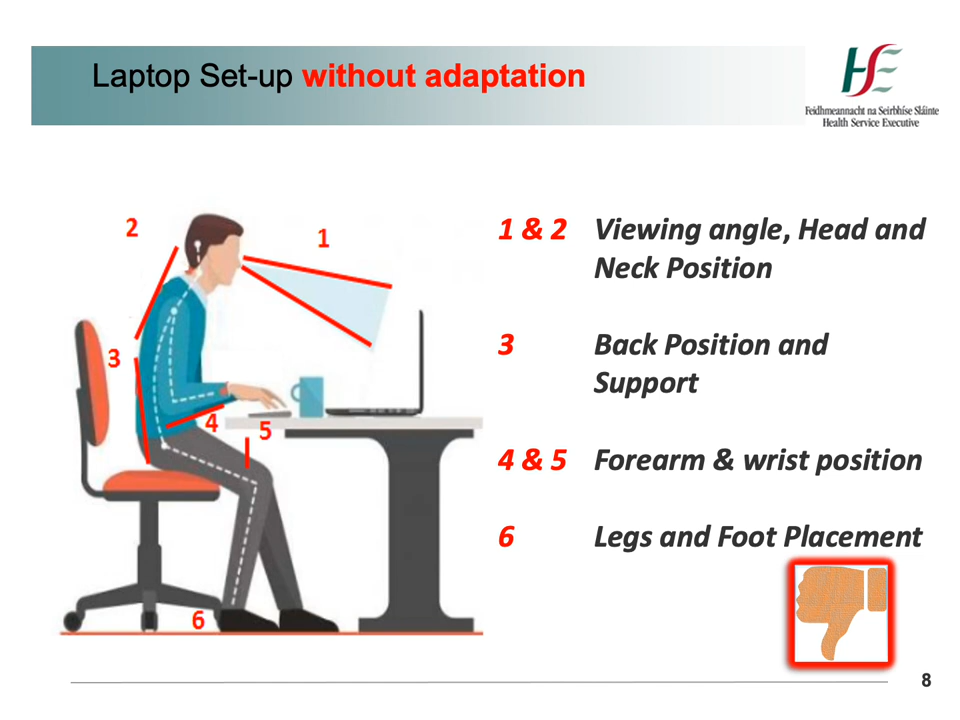 Laptop Set-up without adaptation
Feidhmeannacht na Seirbhíse Sláinte
Health Service Executive
2
1
3
4
5
6
1 & 2 Viewing angle, Head and
Neck Position
3 Back Position and
Support
4 & 5 Forearm & wrist position
6 Legs and Foot Placement
8